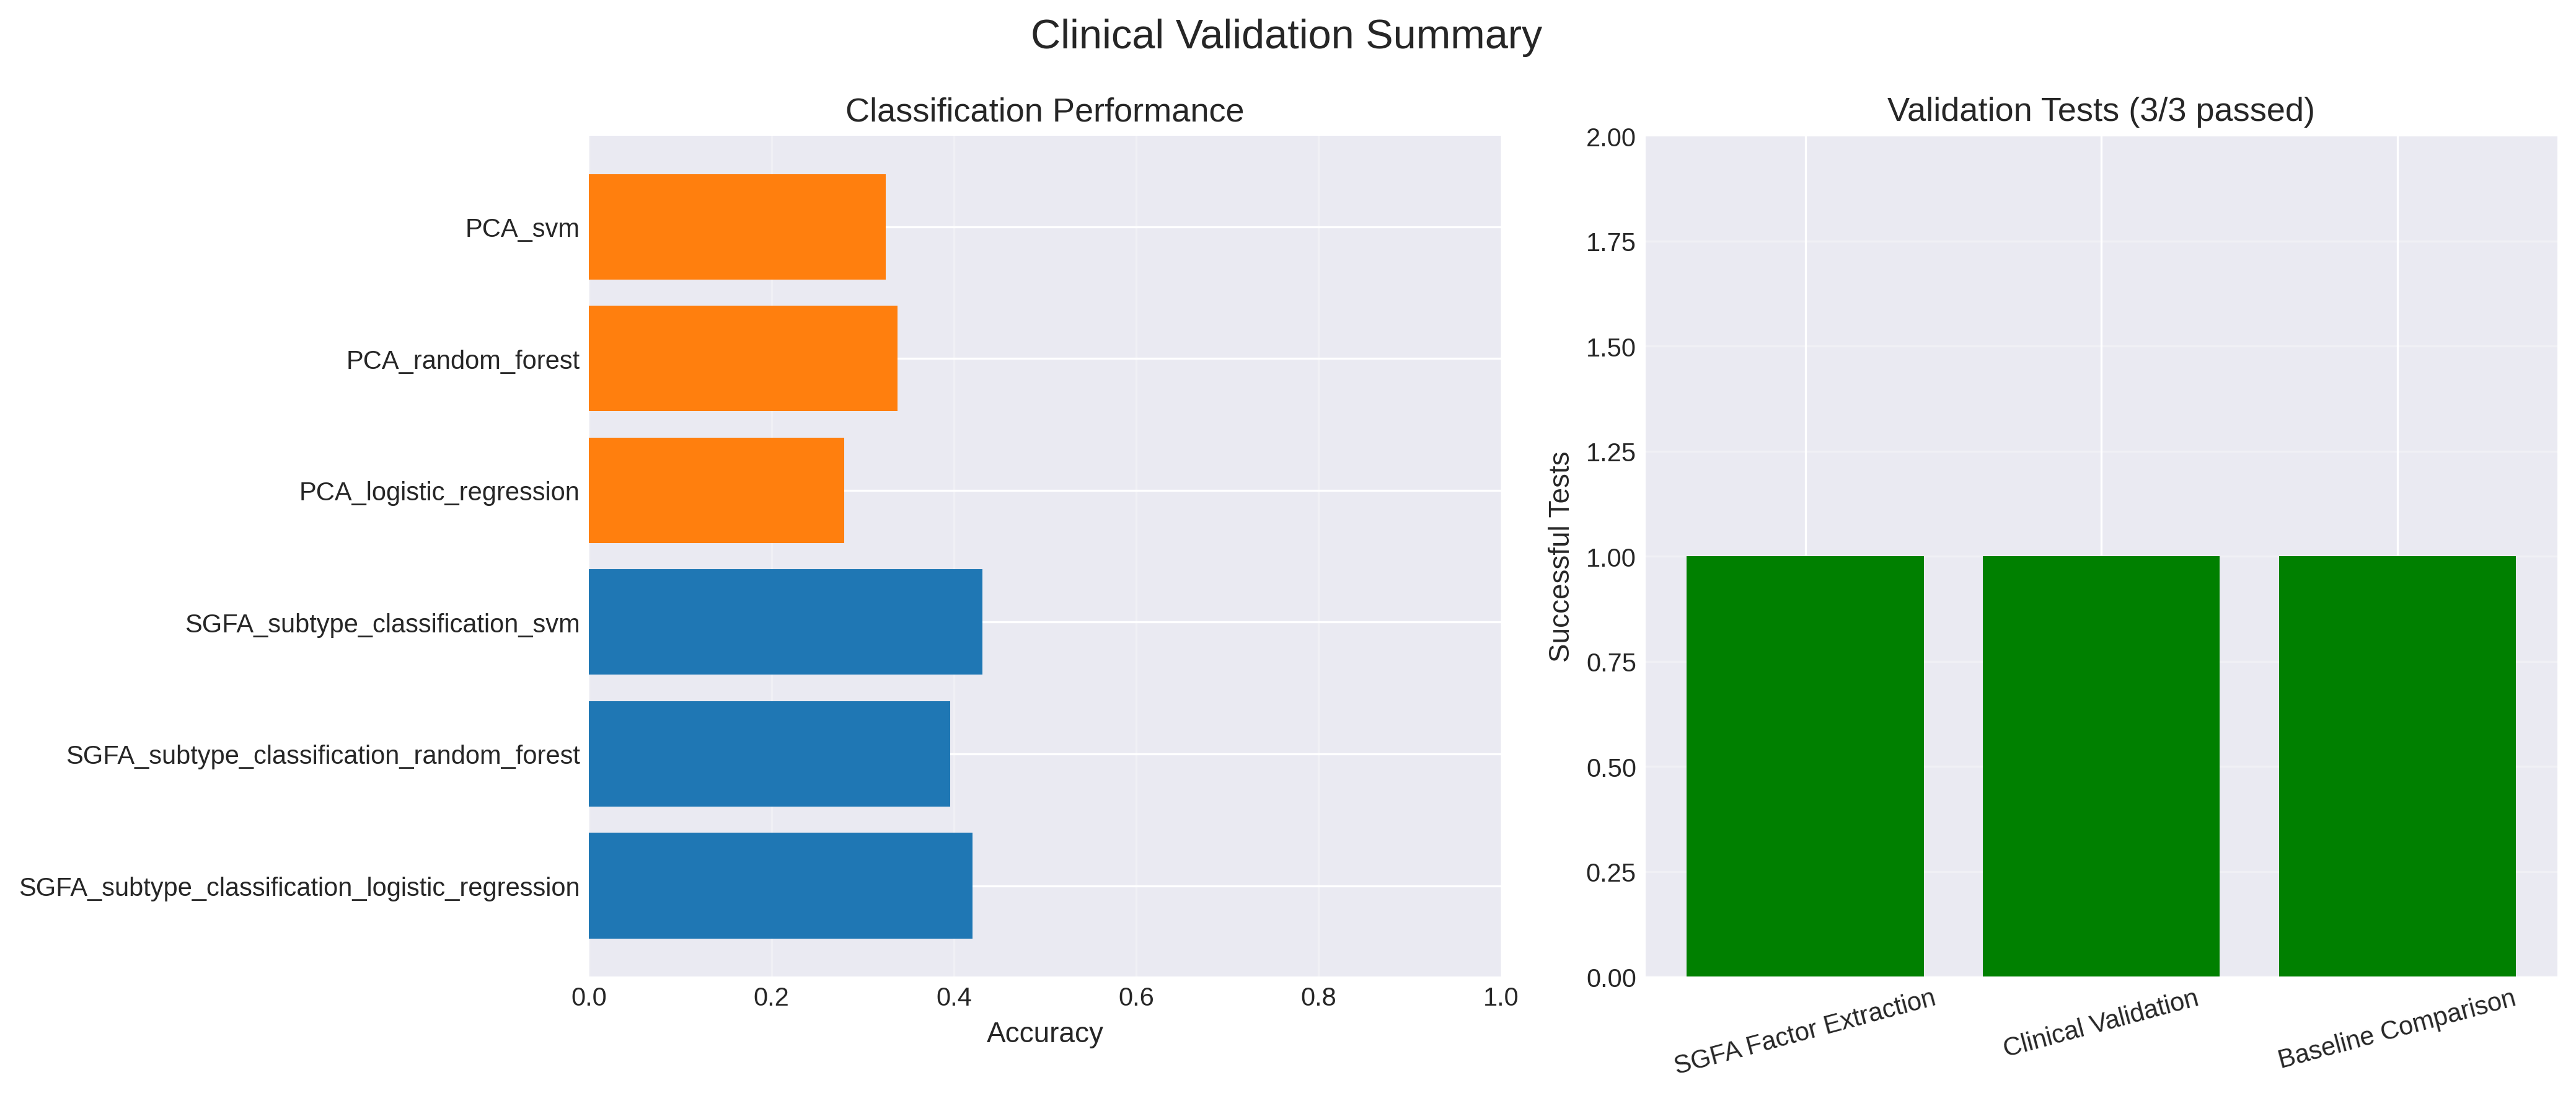 Clinical Validation Summary
Classification Performance
PCA_svm
PCA_random_forest
PCA_logistic_regression
SGFA_subtype_classification_svm
SGFA_subtype_classification_random_forest
SGFA_subtype_classification_logistic_regression
0.0 0.2 0.4 0.6 0.8 1.0
Accuracy
Validation Tests (3/3 passed)
Successful Tests
2.00
1.75
1.50
1.25
1.00
0.75
0.50
0.25
0.00
SGFA Factor Extraction
Clinical Validation
Baseline Comparison